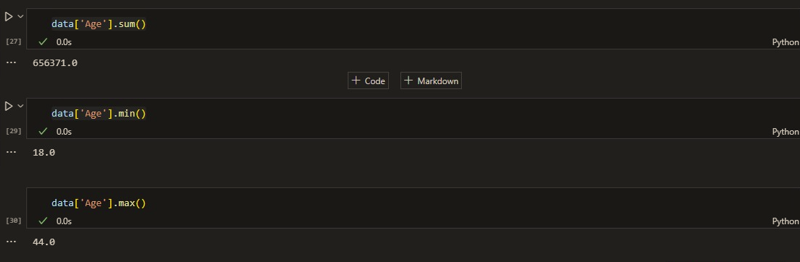 data['Age'].sum()
[27]
0.0s
Python
656371.0
+ Code + Markdown
data['Age'].min()
[29]
0.0s
Python
18.0
data['Age'].max()
[30]
0.0s
Python
44.0